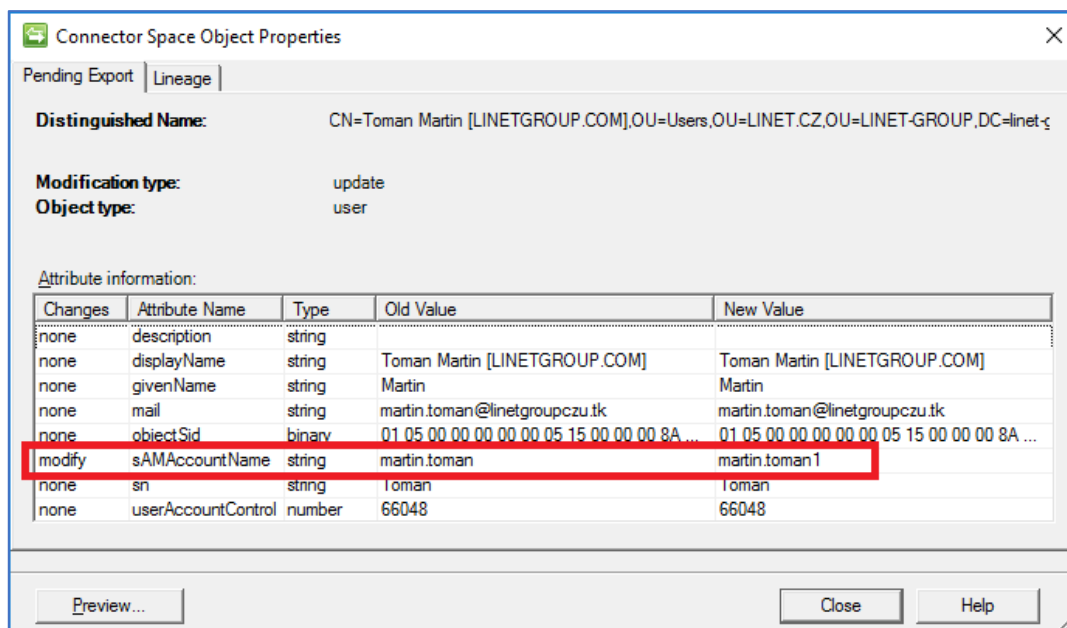 Connector Space Object Properties
Pending Export Lineage
Distinguished Name: CN=Toman Martin [LINETGROUP.COM],OU=Users,OU=LINET.CZ,OU=LINET-GROUP,DC=linet-
Modification type: update
Object type: user
Attribute information:
Changes Attribute Name Type Old Value New Value
none description string
none displayName string Toman Martin [LINETGROUP.COM] Toman Martin [LINETGROUP.COM]
none givenName string Martin Martin
none mail string martin.toman@linetgroupczu.tk martin.toman@linetgroupczu.tk
none objectSid binary 01 05 00 00 00 00 00 05 15 00 00 00 8A ... 01 05 00 00 00 00 00 05 15 00 00 00 8A ...
modify sAMAccountName string martin.toman martin.toman1
none sn string Toman Toman
none userAccountControl number 66048 66048
Preview... Close Help